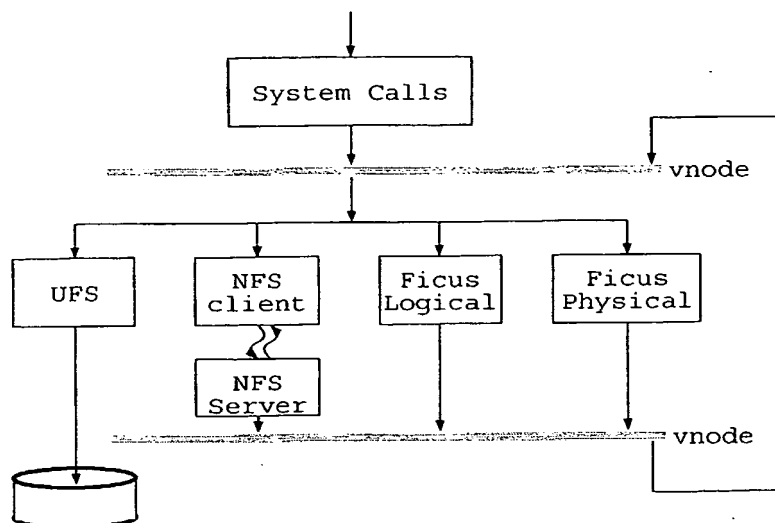 System Calls
vnode
UFS
NFS
client
Ficus
Logical
Ficus
Physical
NFS
Server
vnode